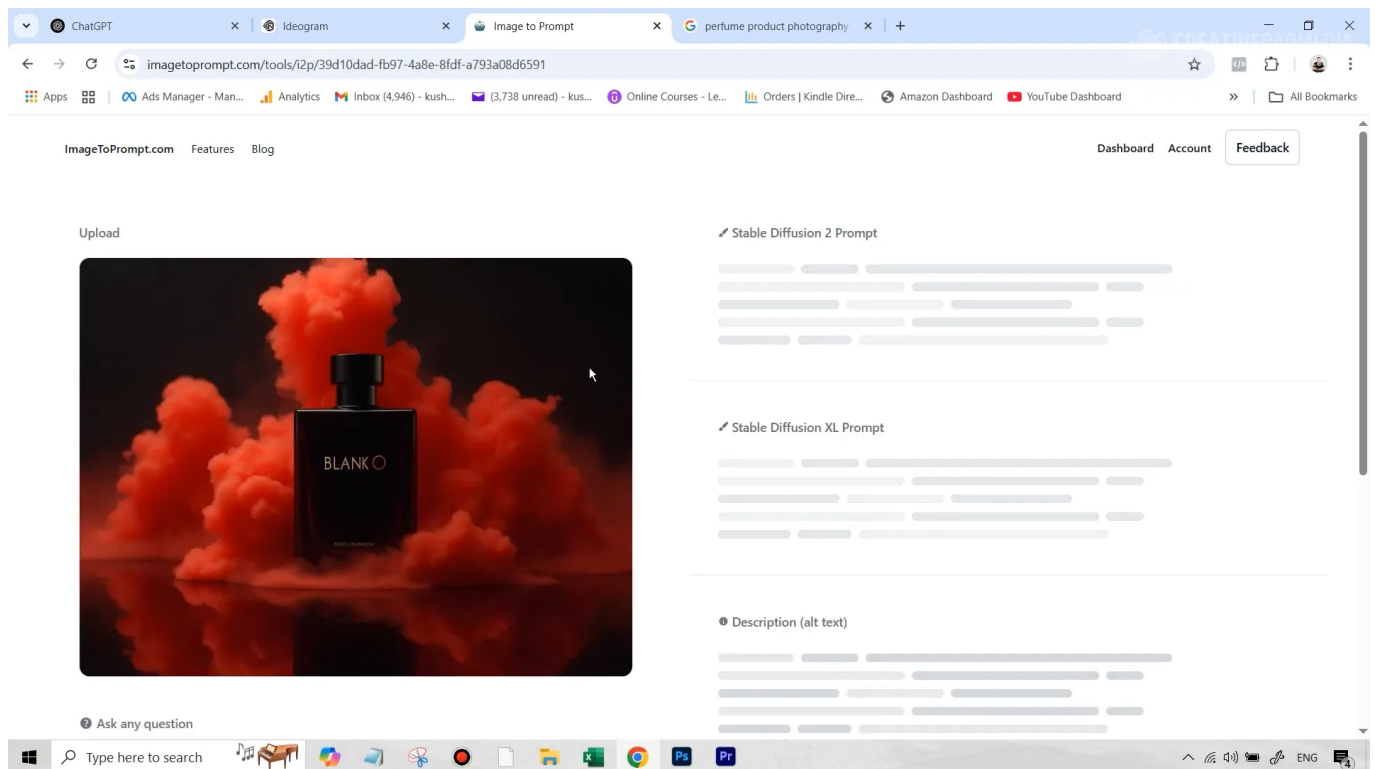 ChatGPT
Ideogram
Image to Prompt
perfume product photography
imagetoprompt.com/tools/i2p/39d10dad-fb97-4a8e-8fdf-a793a08d6591
Apps
Ads Manager - Man...
Analytics
Inbox (4,946) - kush...
(3,738 unread) - kus...
Online Courses - Le...
Orders | Kindle Dire...
Amazon Dashboard
YouTube Dashboard
All Bookmarks
ImageToPrompt.com
Features
Blog
Dashboard
Account
Feedback
Upload
BLANK O
Stable Diffusion 2 Prompt
Stable Diffusion XL Prompt
Description (alt text)
Ask any question
Type here to search
Ps
Pr
ENG
4